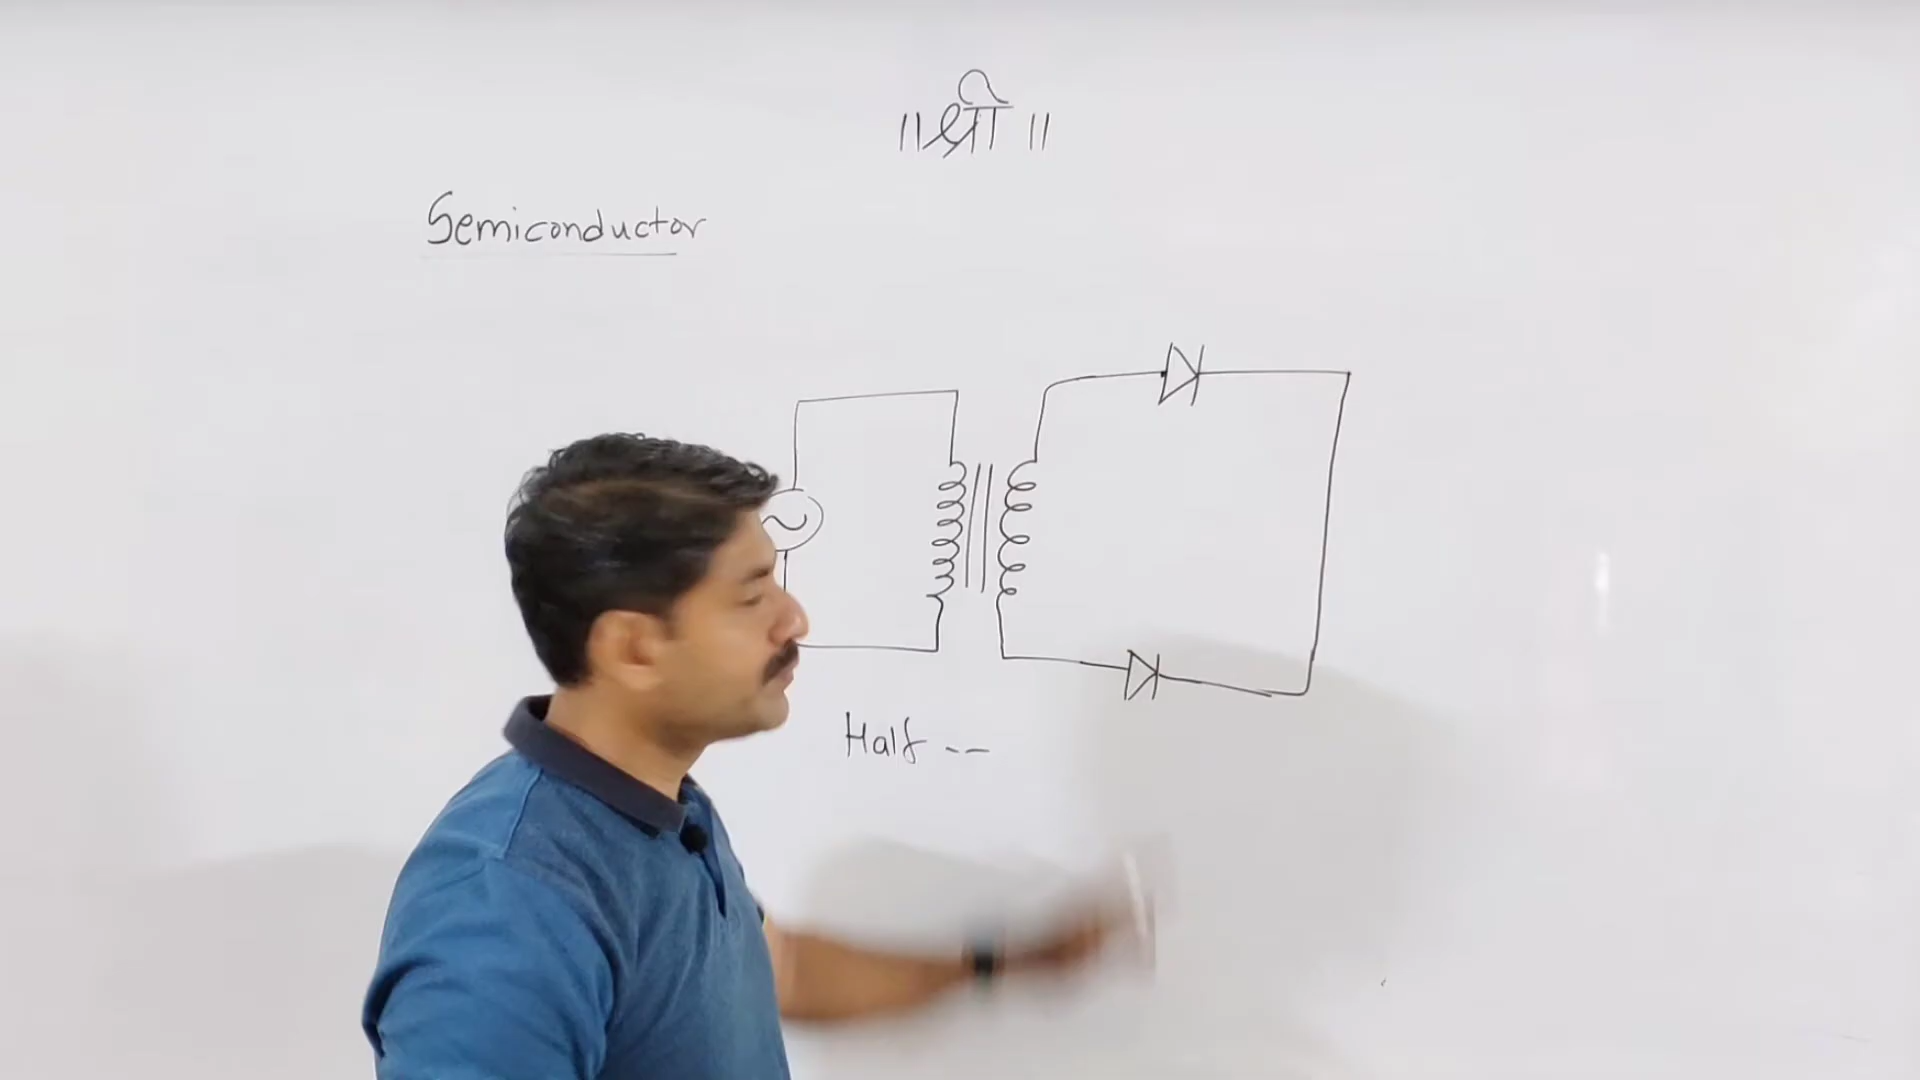 ||श्री||
Semiconductor
Half --